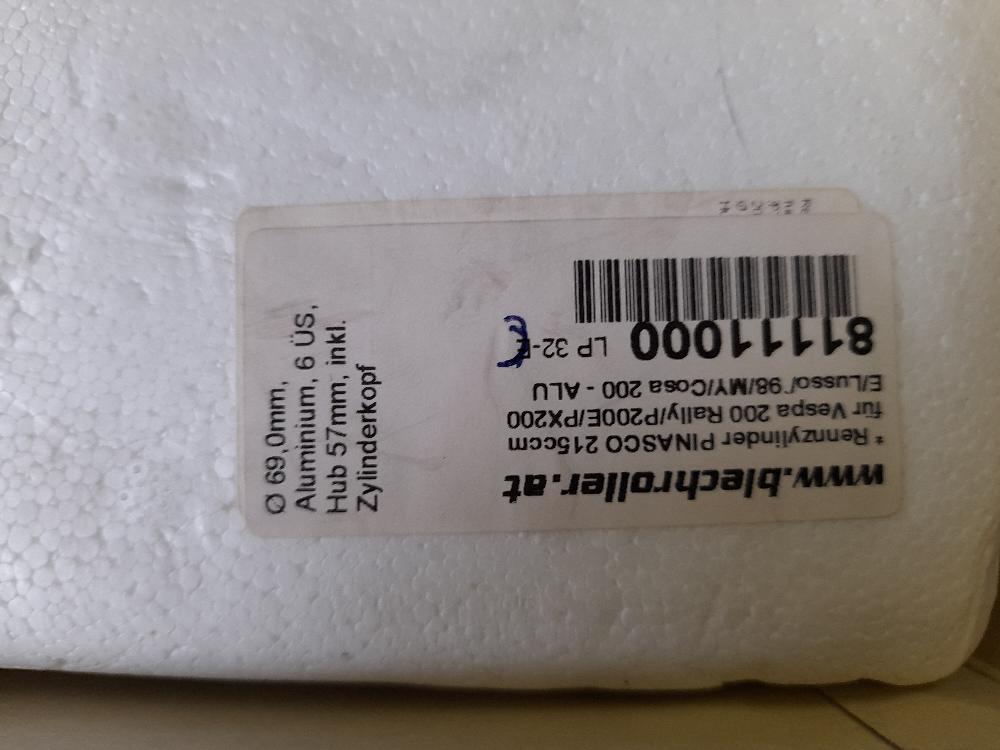 www.blechroller.at
* Rennzylinder PINASCO 215ccm
für Vespa 200 Rally/P200E/PX200
E/Lusso/`98/MY/Cosa 200 - ALU
81111000 LP 32-
Ø 69,0mm,
Aluminium, 6 ÜS,
Hub 57mm, inkl.
Zylinderkopf